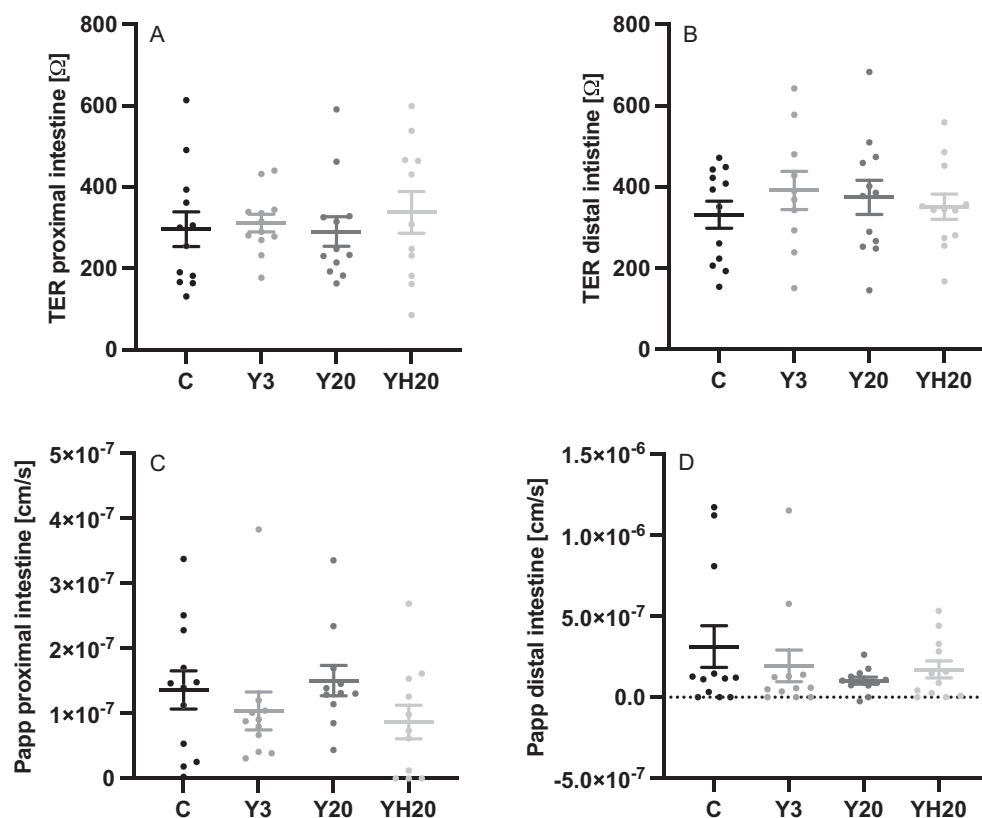 A
TER proximal intestine [Ω]
800
600
400
200
0
C Y3 Y20 YH20
B
TER distal intistine [Ω]
800
600
400
200
0
C Y3 Y20 YH20
C
Papp proximal intestine [cm/s]
5×10⁻⁷
4×10⁻⁷
3×10⁻⁷
2×10⁻⁷
1×10⁻⁷
0
C Y3 Y20 YH20
D
Papp distal intestine [cm/s]
1.5×10⁻⁶
1.0×10⁻⁶
5.0×10⁻⁷
0.0
-5.0×10⁻⁷
C Y3 Y20 YH20